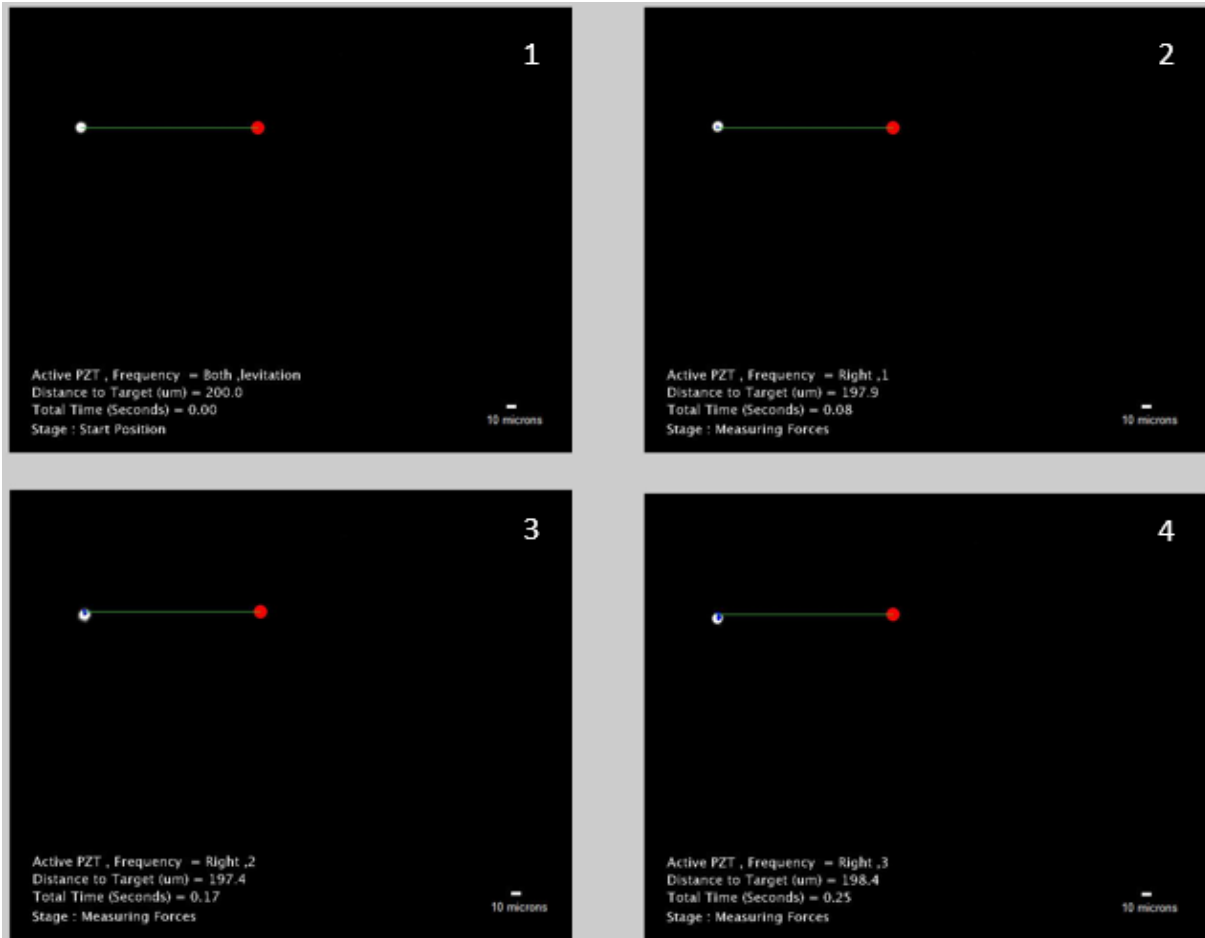 1
Active PZT , Frequency = Both ,levitation
Distance to Target (um) = 200.0
Total Time (Seconds) = 0.00
Stage : Start Position
10 microns
2
Active PZT , Frequency = Right ,1
Distance to Target (um) = 197.9
Total Time (Seconds) = 0.08
Stage : Measuring Forces
10 microns
3
Active PZT , Frequency = Right ,2
Distance to Target (um) = 197.4
Total Time (Seconds) = 0.17
Stage : Measuring Forces
10 microns
4
Active PZT , Frequency = Right ,3
Distance to Target (um) = 198.4
Total Time (Seconds) = 0.25
Stage : Measuring Forces
10 microns